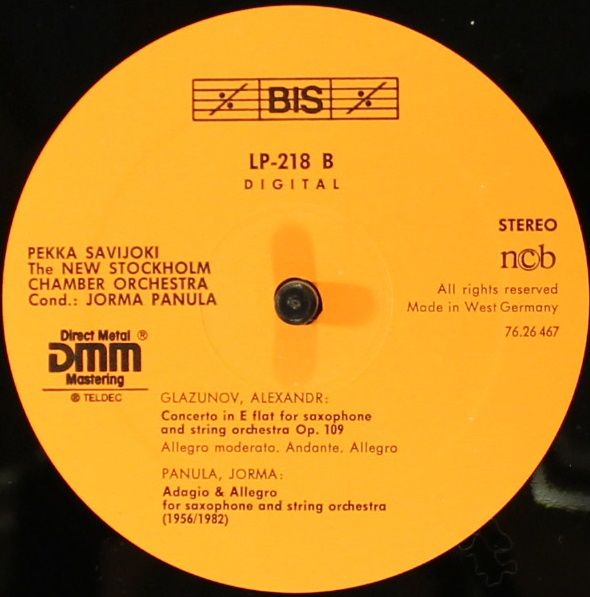 BIS
LP-218 B
DIGITAL
STEREO
n©b
All rights reserved
Made in West Germany
76.26 467
PEKKA SAVIJOKI
The NEW STOCKHOLM
CHAMBER ORCHESTRA
Cond.: JORMA PANULA
Direct Metal ®
DMM
Mastering
℗ TELDEC
GLAZUNOV, ALEXANDR:
Concerto in E flat for saxophone
and string orchestra Op. 109
Allegro moderato. Andante. Allegro
PANULA, JORMA:
Adagio & Allegro
for saxophone and string orchestra
(1956/1982)